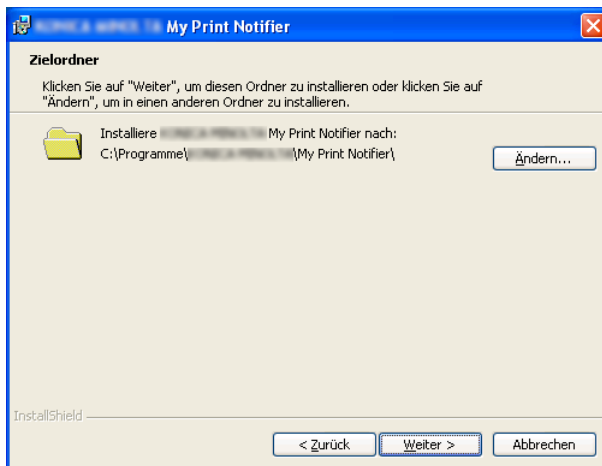 My Print Notifier
Zielordner
Klicken Sie auf "Weiter", um diesen Ordner zu installieren oder klicken Sie auf
"Ändern", um in einen anderen Ordner zu installieren.
Installiere My Print Notifier nach:
C:\Programme\ \My Print Notifier\
Ändern...
InstallShield
< Zurück
Weiter >
Abbrechen